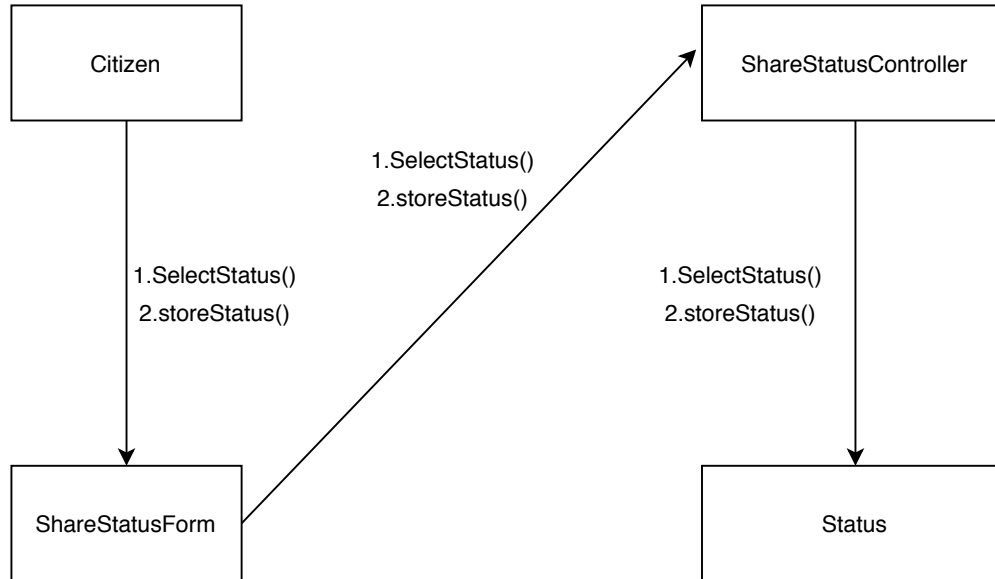 Citizen
ShareStatusController
1.SelectStatus()
2.storeStatus()
1.SelectStatus()
2.storeStatus()
1.SelectStatus()
2.storeStatus()
ShareStatusForm
Status